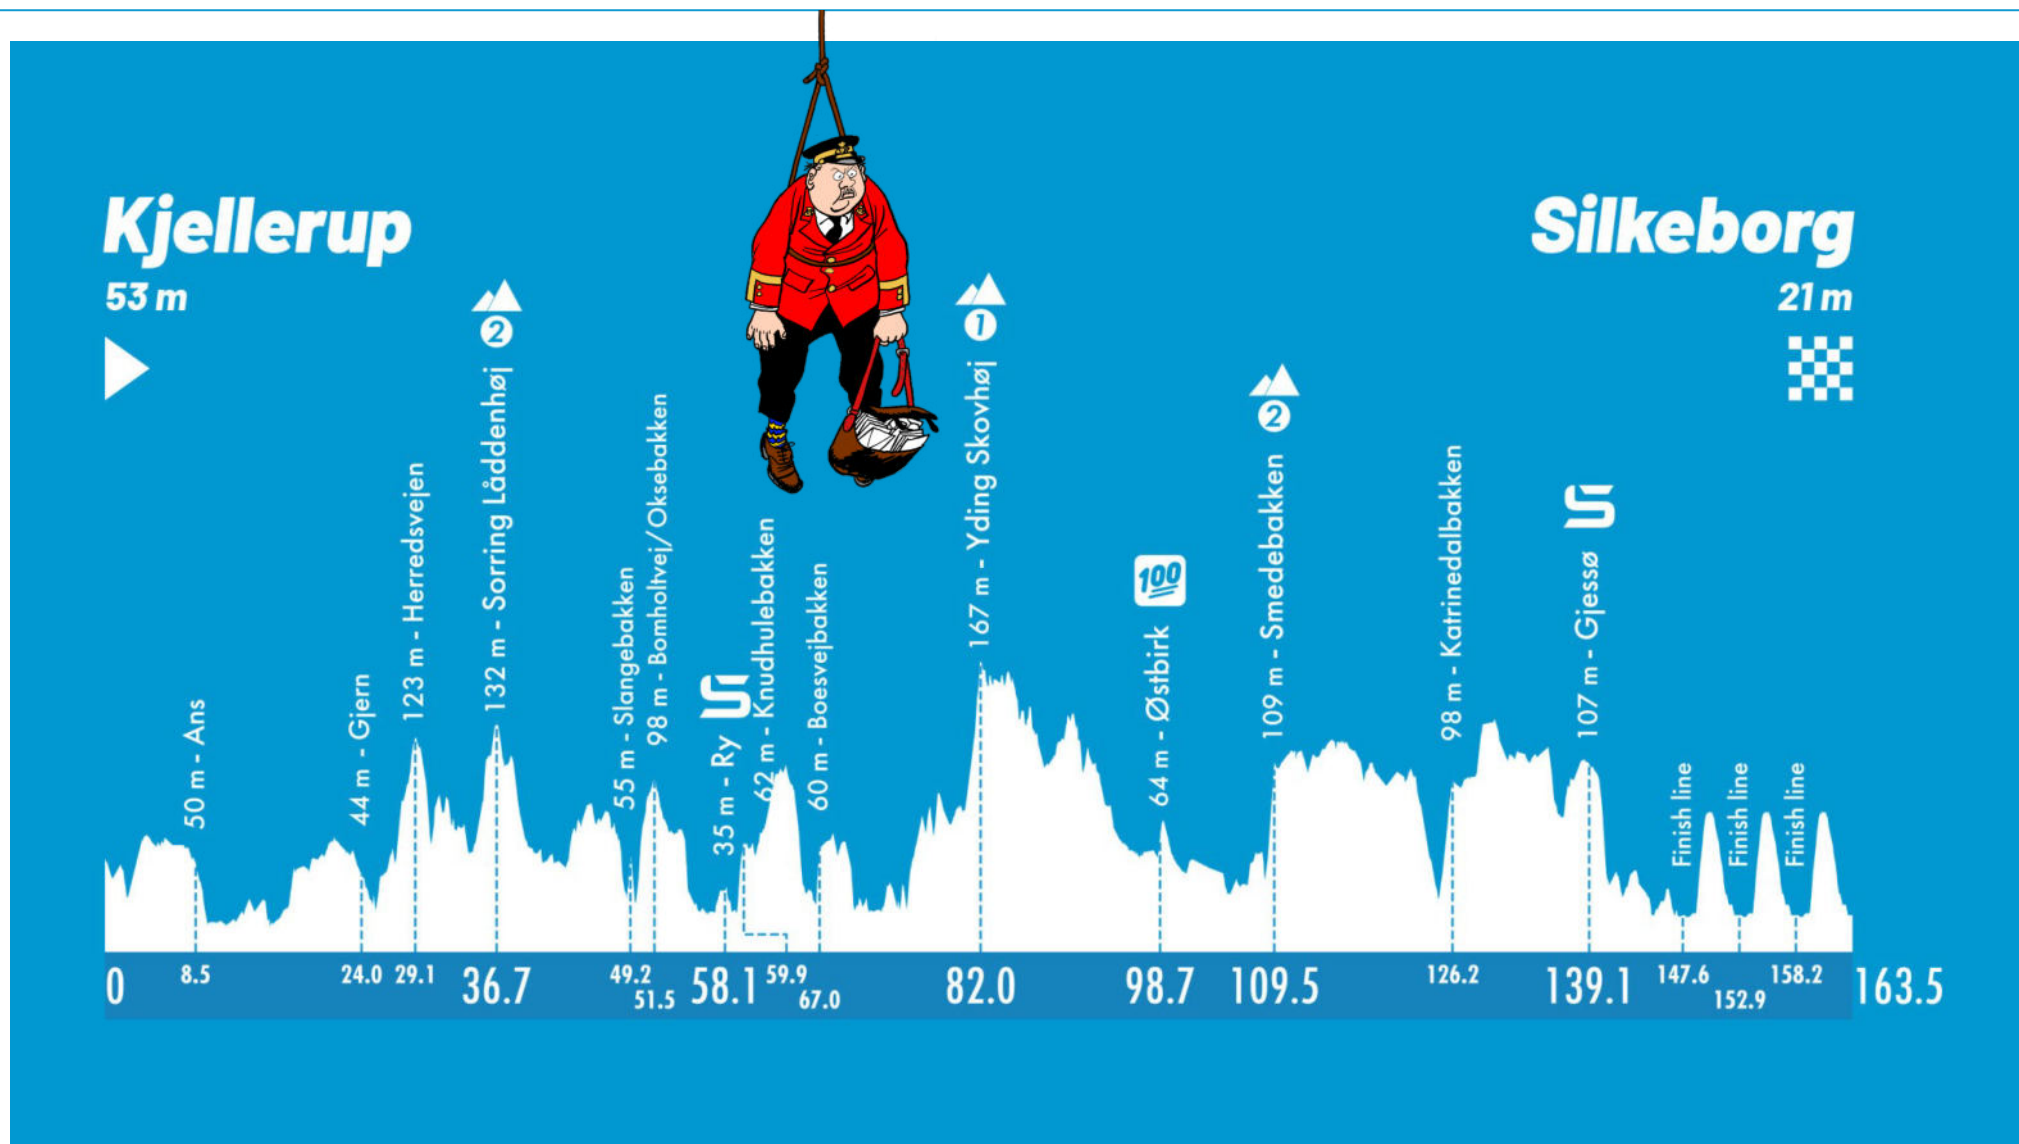 Kjellerup
53 m
Silkeborg
21 m
50 m - Ans
44 m - Gjern
123 m - Herredsvejen
2
132 m - Sorring Låddenhøj
55 m - Slangebakken
98 m - Bomholtvej/Oksebakken
S
35 m - Ry
62 m - Knudhulebakken
60 m - Boesvejbakken
1
167 m - Yding Skovhøj
100
64 m - Østbirk
2
109 m - Smedebakken
98 m - Katrinedalbakken
S
107 m - Gjessø
Finish line
Finish line
Finish line
0
8.5
24.0
29.1
36.7
49.2
51.5
58.1
59.9
67.0
82.0
98.7
109.5
126.2
139.1
147.6
152.9
158.2
163.5